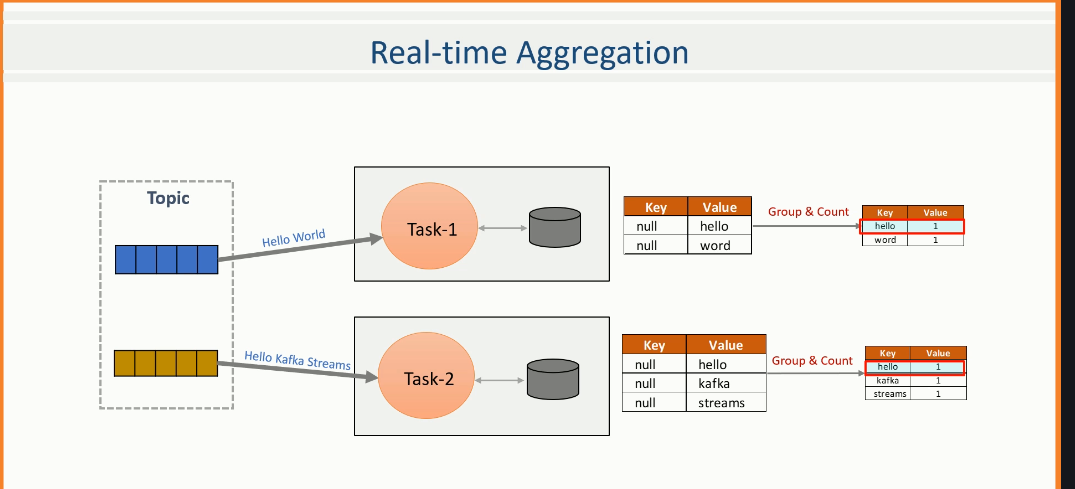 Real-time Aggregation
Topic
Hello World
Task-1
Key Value
null hello
null word
Group & Count
Key Value
hello 1
word 1
Hello Kafka Streams
Task-2
Key Value
null hello
null kafka
null streams
Group & Count
Key Value
hello 1
kafka 1
streams 1